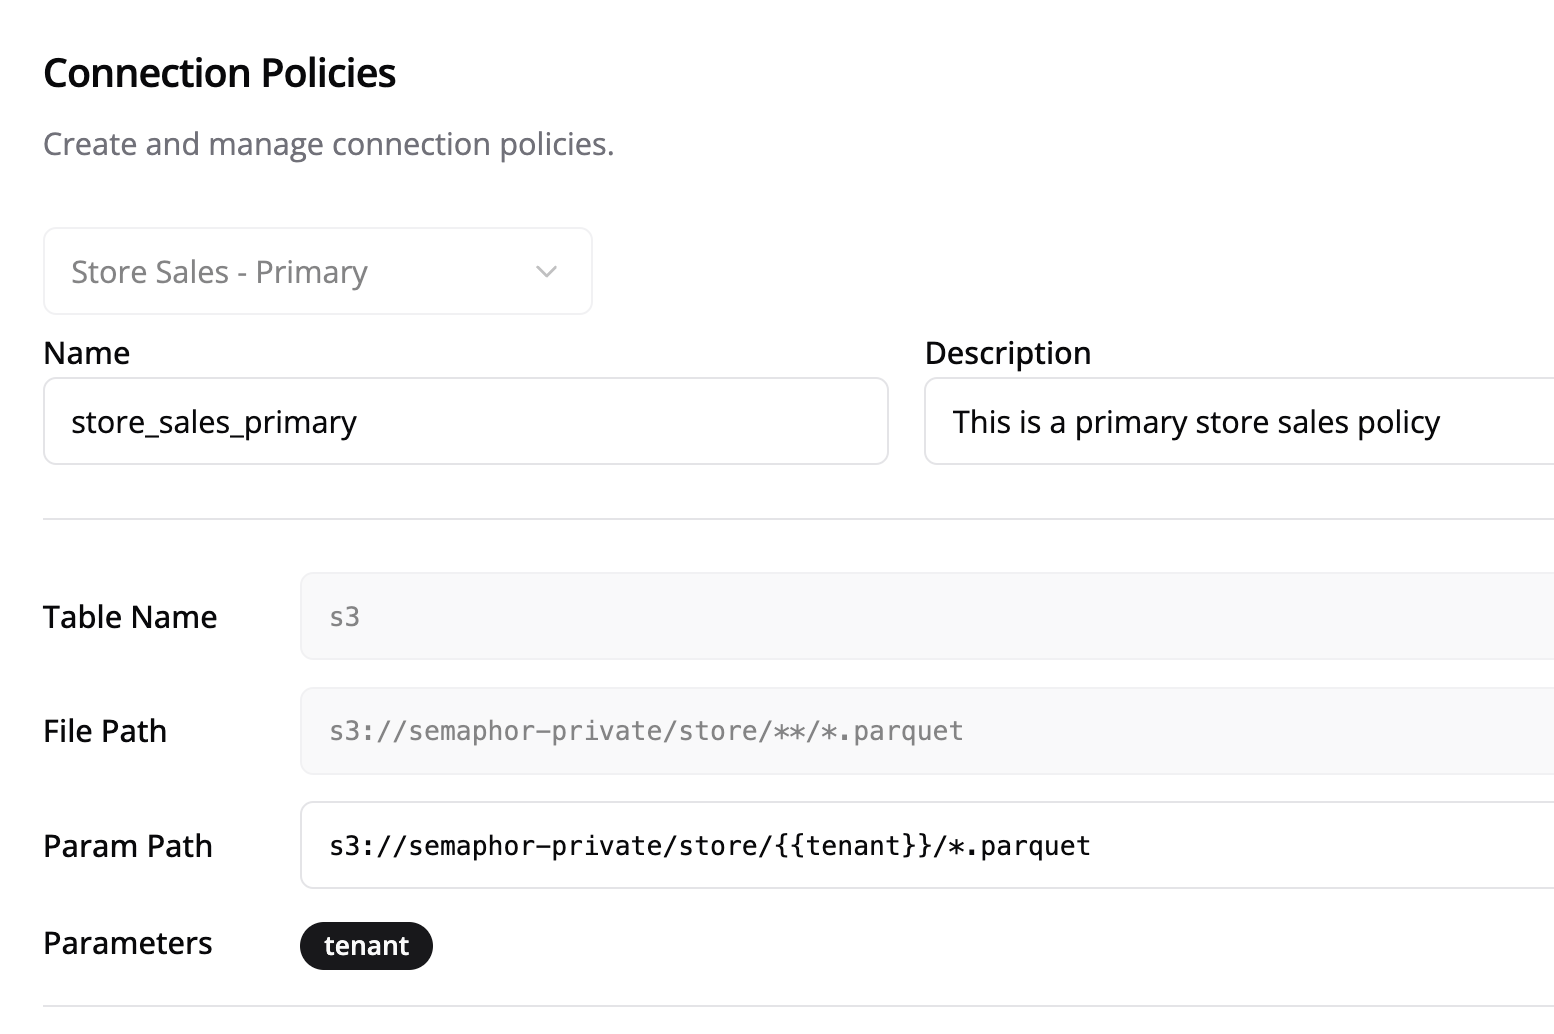 Connection Policies
Create and manage connection policies.
Store Sales - Primary
Name
store_sales_primary
Description
This is a primary store sales policy
Table Name
s3
File Path
s3://semaphor-private/store/**/*.parquet
Param Path
s3://semaphor-private/store/{{tenant}}/*.parquet
Parameters
tenant